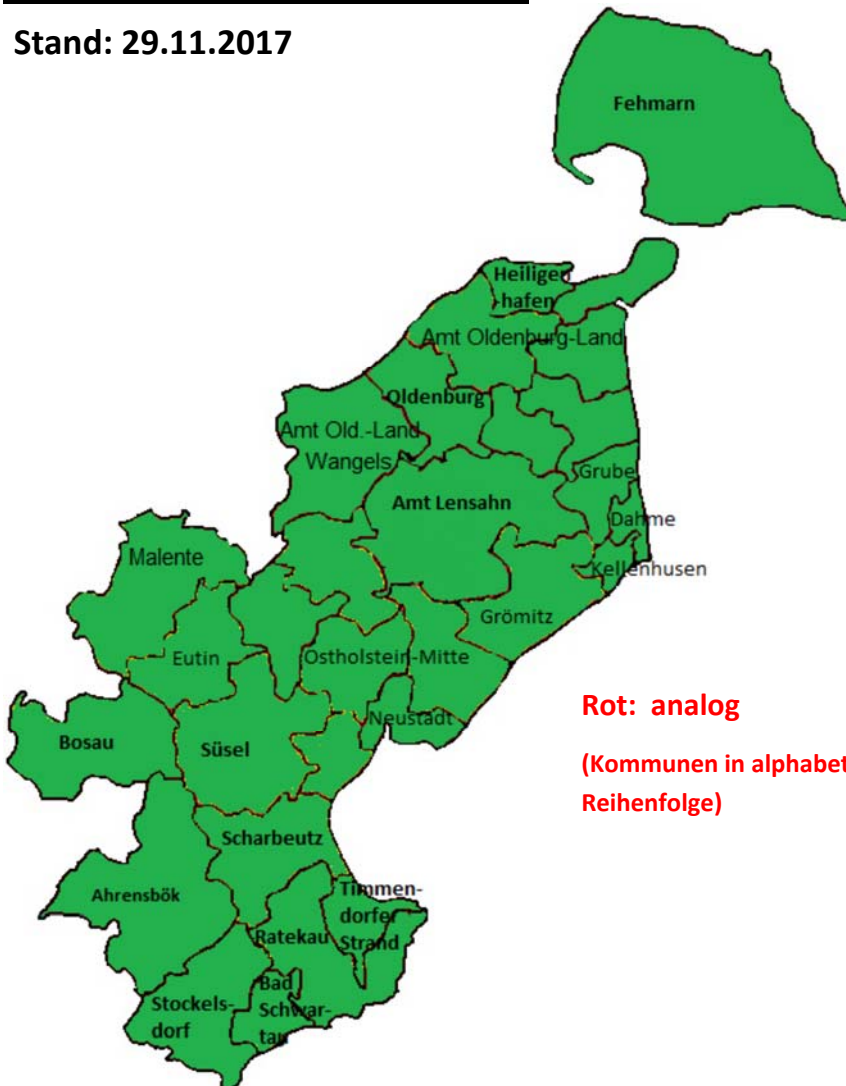 Stand: 29.11.2017
Fehmarn
Heiligen
-hafen
Amt Oldenburg-Land
Oldenburg
Amt Old.-Land
Wangels
Grube
Amt Lensahn
Dahme
Malente
Kellenhusen
Grömitz
Eutin
Ostholstein-Mitte
Neustadt
Bosau
Süsel
Rot: analog
(Kommunen in alphabet
Reihenfolge)
Scharbeutz
Ahrensbök
Timmen-
dorfer
Strand
Ratekau
Bad
Schwar-
tau
Stockels-
dorf